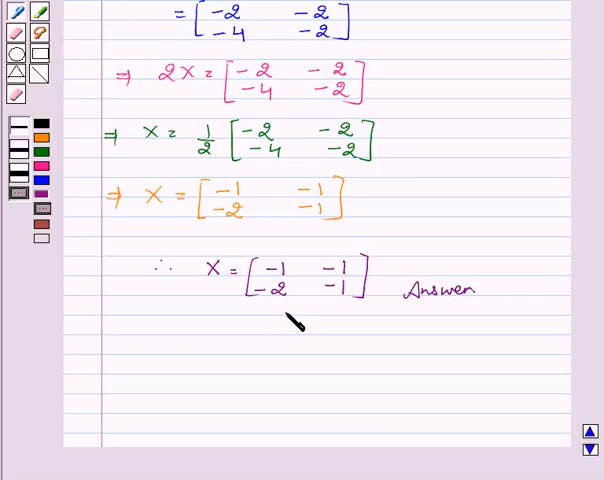 = [ -2 -2
-4 -2 ]
⇒ 2X = [ -2 -2
-4 -2 ]
⇒ X = 1/2 [ -2 -2
-4 -2 ]
⇒ X = [ -1 -1
-2 -1 ]
∴ X = [ -1 -1
-2 -1 ] Answer.